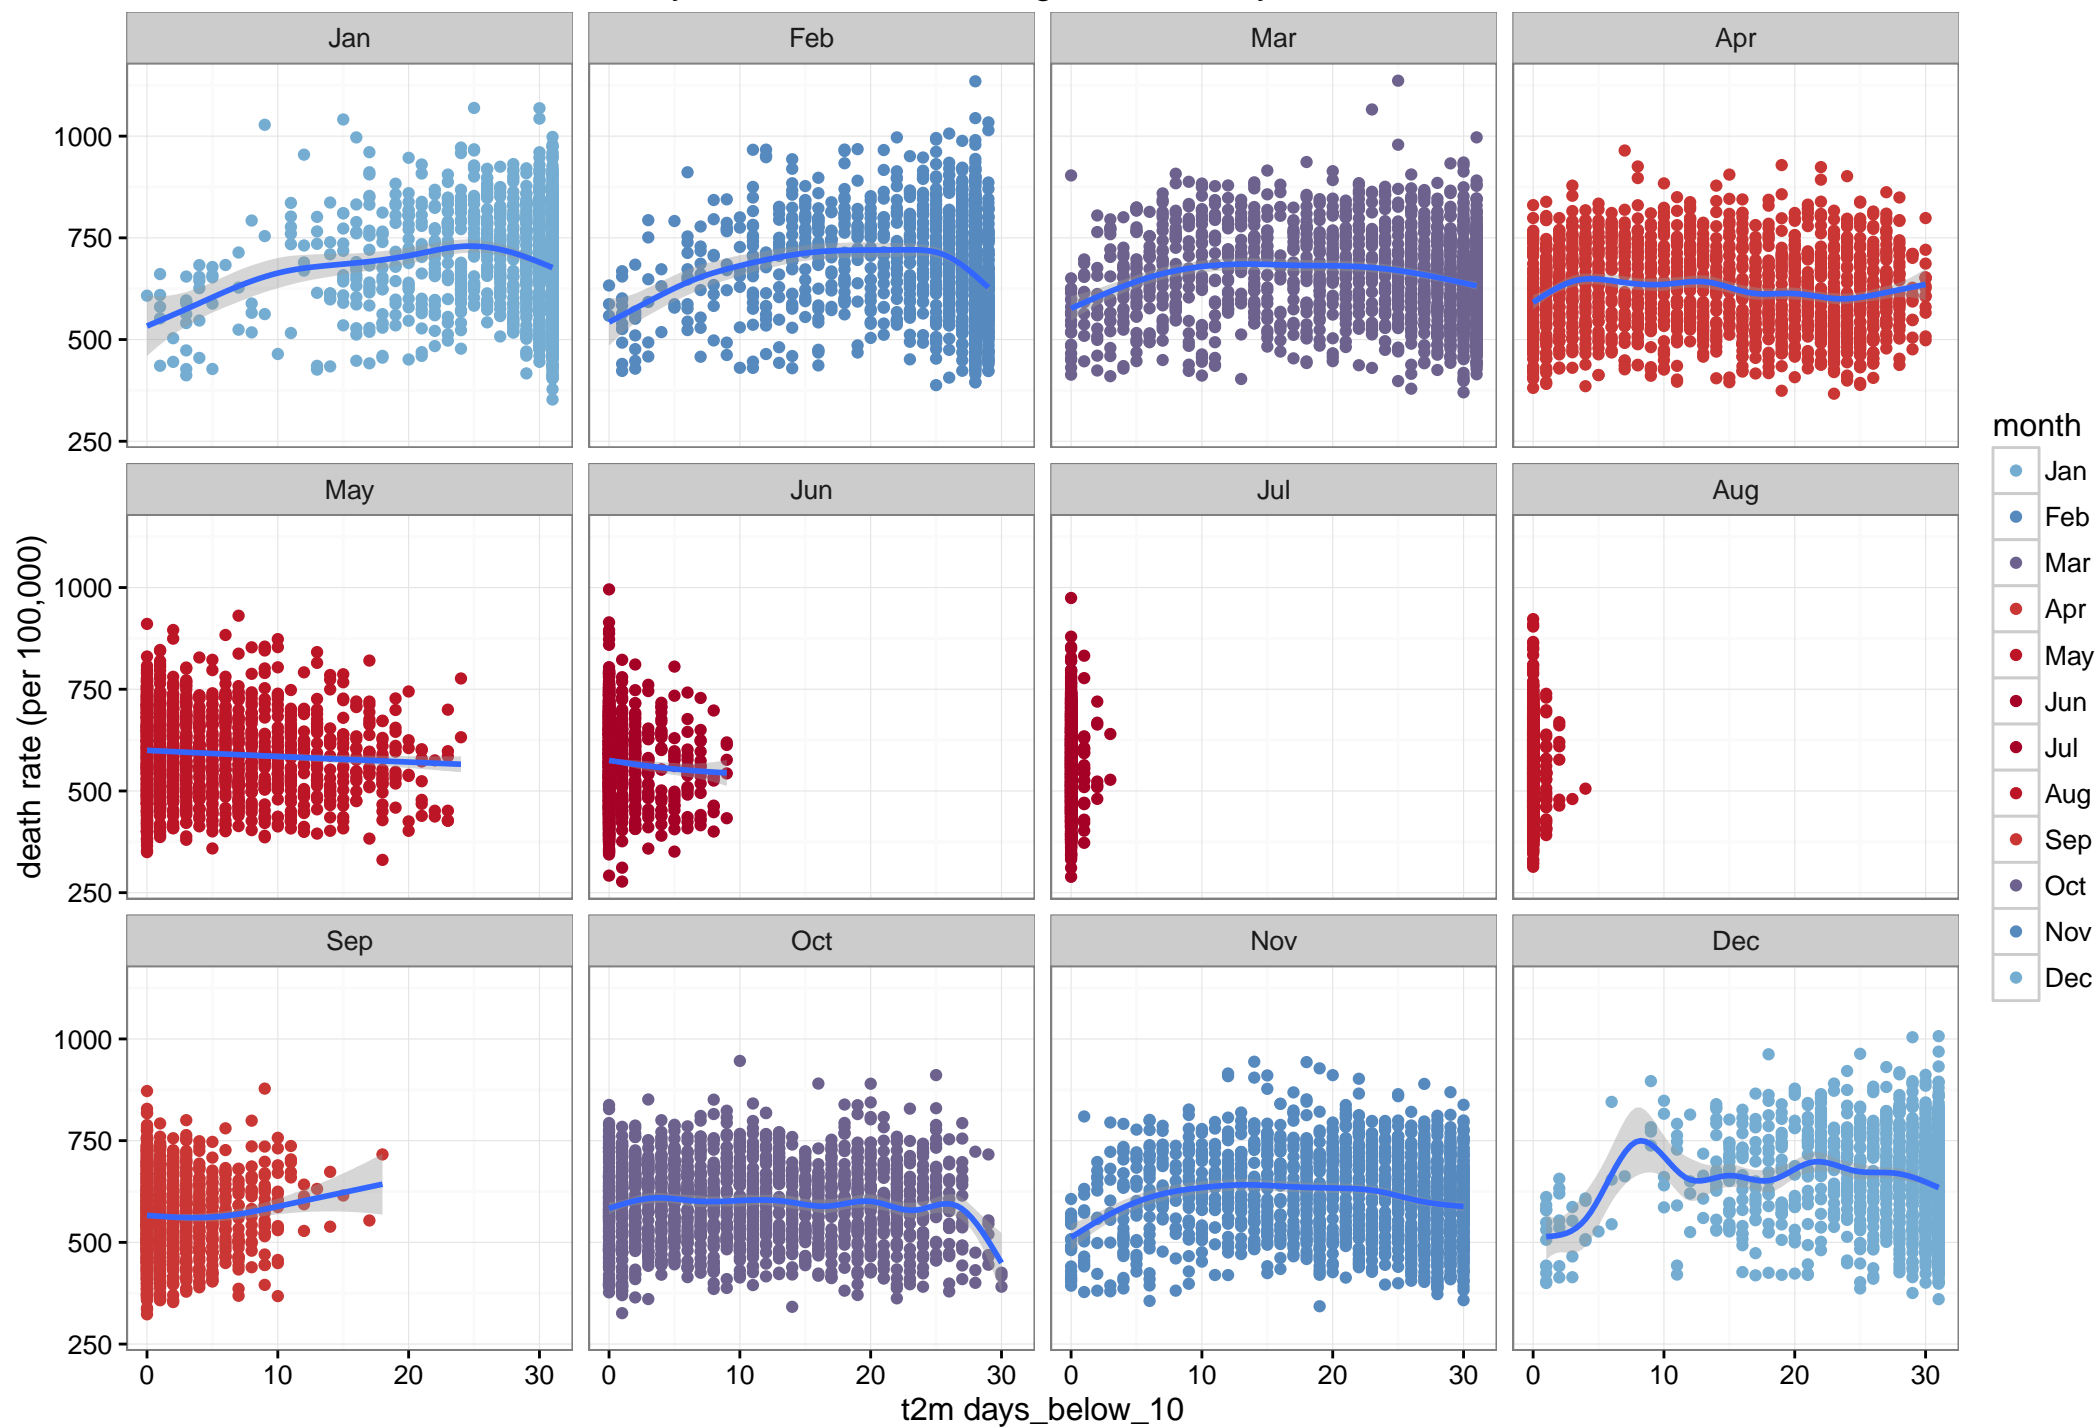 Jan Feb Mar Apr
1000
750
500
250
May Jun Jul Aug
1000
750
500
250
Sep Oct Nov Dec
1000
750
500
250
0 10 20 30 0 10 20 30 0 10 20 30 0 10 20 30
t2m days_below_10
death rate (per 100,000)
month
Jan
Feb
Mar
Apr
May
Jun
Jul
Aug
Sep
Oct
Nov
Dec